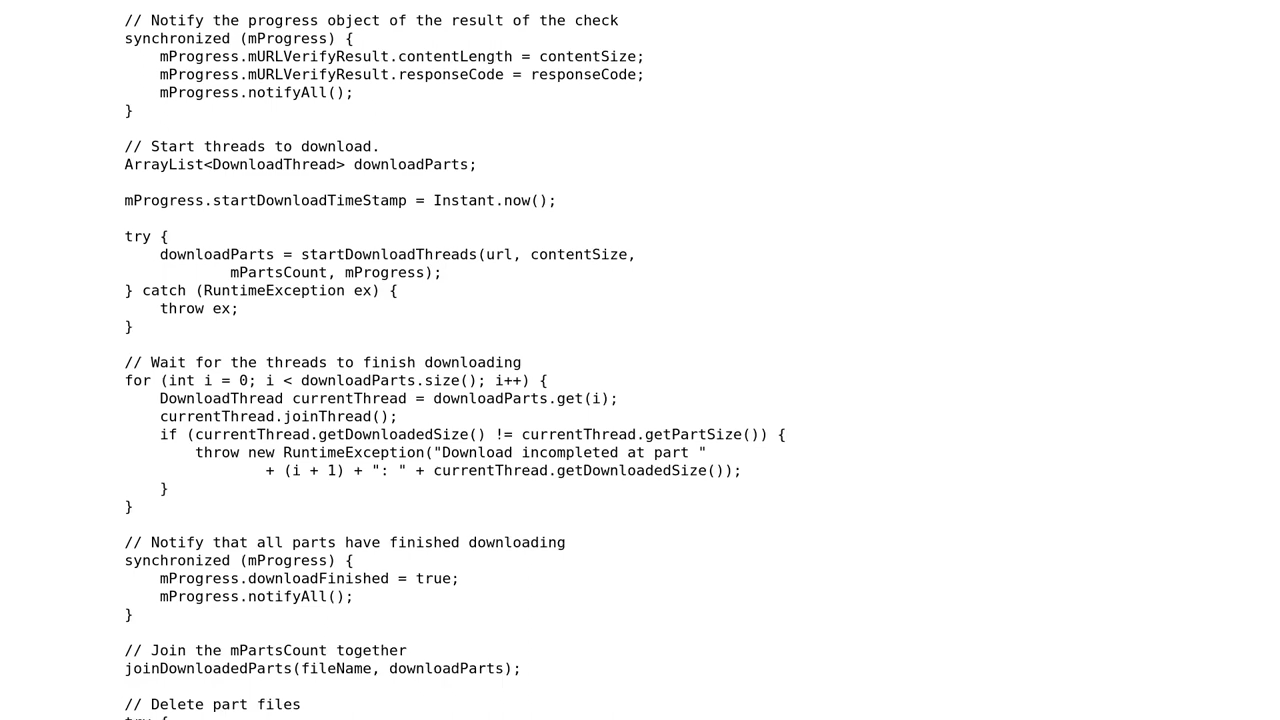 // Notify the progress object of the result of the check
synchronized (mProgress) {
    mProgress.mURLVerifyResult.contentLength = contentSize;
    mProgress.mURLVerifyResult.responseCode = responseCode;
    mProgress.notifyAll();
}

// Start threads to download.
ArrayList<DownloadThread> downloadParts;

mProgress.startDownloadTimeStamp = Instant.now();

try {
    downloadParts = startDownloadThreads(url, contentSize,
            mPartsCount, mProgress);
} catch (RuntimeException ex) {
    throw ex;
}

// Wait for the threads to finish downloading
for (int i = 0; i < downloadParts.size(); i++) {
    DownloadThread currentThread = downloadParts.get(i);
    currentThread.joinThread();
    if (currentThread.getDownloadedSize() != currentThread.getPartSize()) {
        throw new RuntimeException("Download incompleted at part "
                + (i + 1) + ": " + currentThread.getDownloadedSize());
    }
}

// Notify that all parts have finished downloading
synchronized (mProgress) {
    mProgress.downloadFinished = true;
    mProgress.notifyAll();
}

// Join the mPartsCount together
joinDownloadedParts(fileName, downloadParts);

// Delete part files
try {